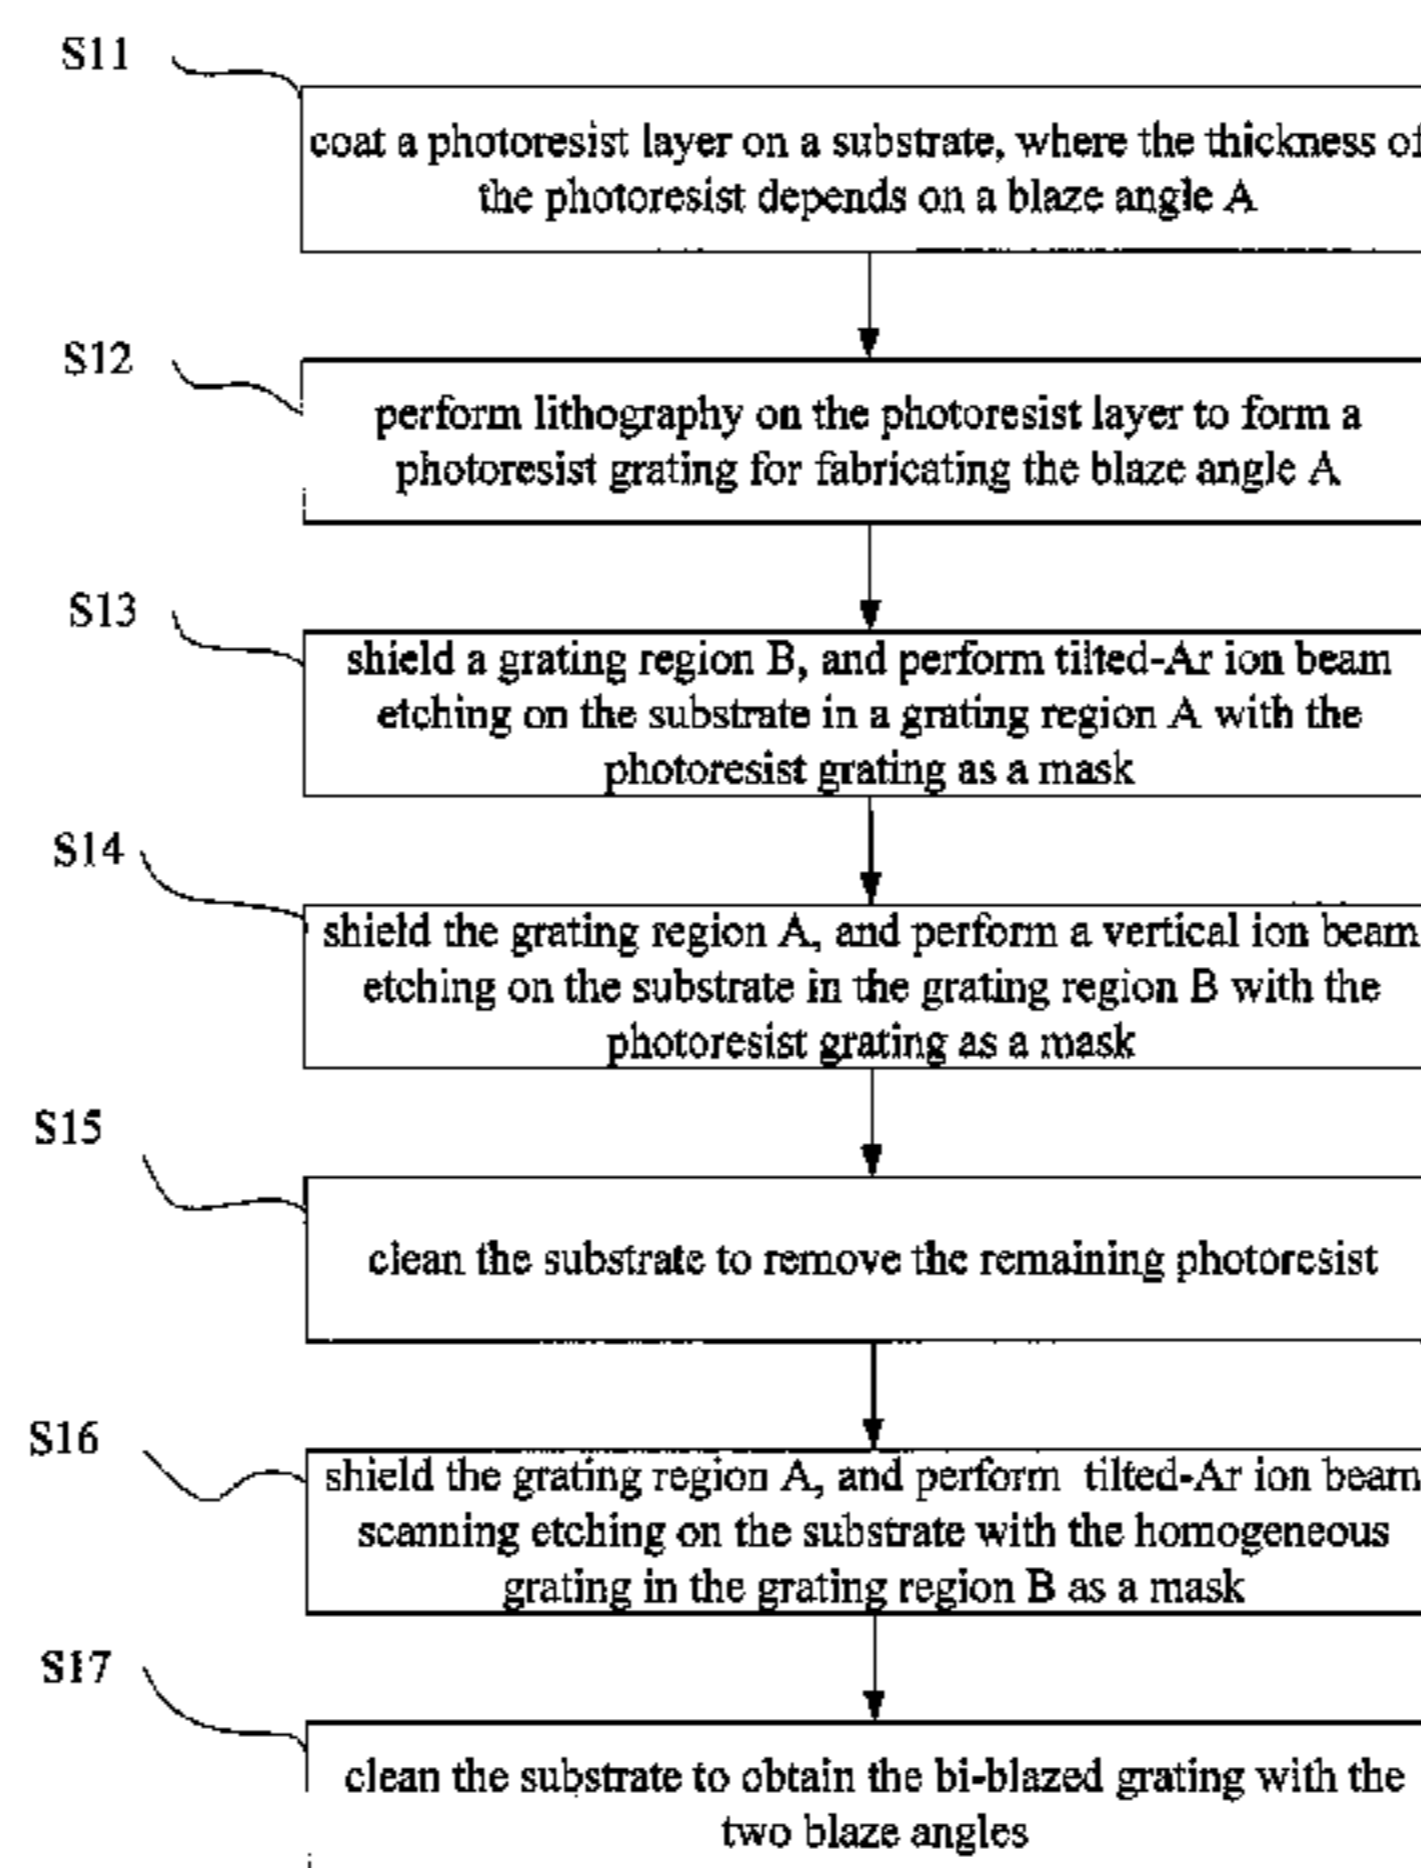 S11
coat a photoresist layer on a substrate, where the thickness of
the photoresist depends on a blaze angle A
S12
perform lithography on the photoresist layer to form a
photoresist grating for fabricating the blaze angle A
S13
shield a grating region B, and perform tilted-Ar ion beam
etching on the substrate in a grating region A with the
photoresist grating as a mask
S14
shield the grating region A, and perform a vertical ion beam
etching on the substrate in the grating region B with the
photoresist grating as a mask
S15
clean the substrate to remove the remaining photoresist
S16
shield the grating region A, and perform tilted-Ar ion beam
scanning etching on the substrate with the homogeneous
grating in the grating region B as a mask
S17
clean the substrate to obtain the bi-blazed grating with the
two blaze angles